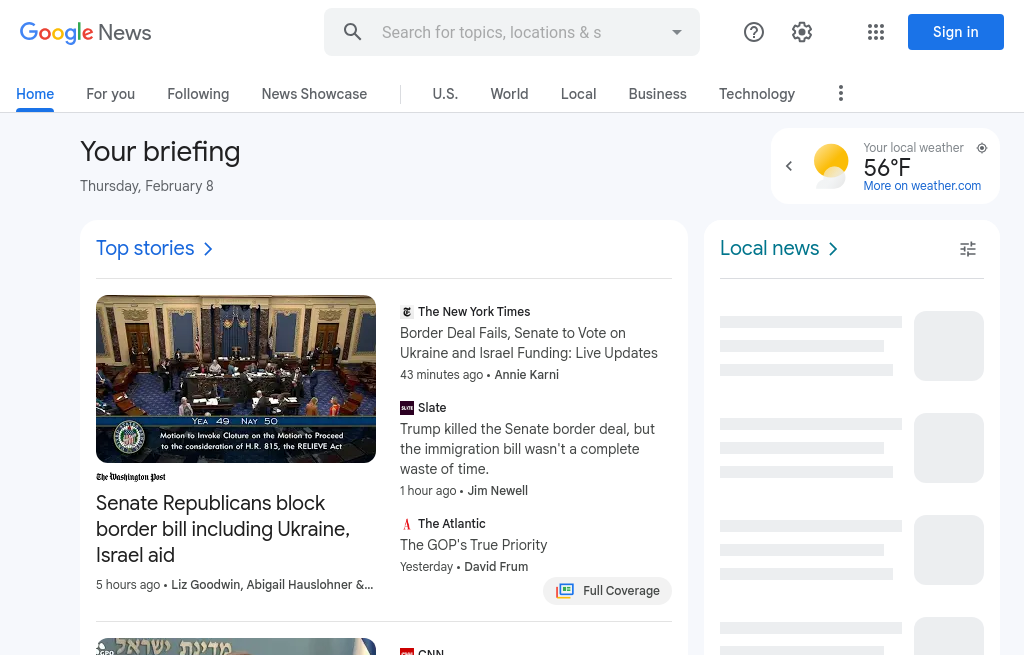 Google News
Search for topics, locations & s
Sign in
Home
For you
Following
News Showcase
U.S.
World
Local
Business
Technology
Your briefing
Thursday, February 8
Your local weather
56°F
More on weather.com
Top stories
YEA 49 NAY 50
Motion to Invoke Cloture on the Motion to Proceed
to the consideration of H.R. 815, the RELIEVE Act
The Washington Post
Senate Republicans block
border bill including Ukraine,
Israel aid
5 hours ago • Liz Goodwin, Abigail Hauslohner &...
The New York Times
Border Deal Fails, Senate to Vote on
Ukraine and Israel Funding: Live Updates
43 minutes ago • Annie Karni
SLATE
Slate
Trump killed the Senate border deal, but
the immigration bill wasn't a complete
waste of time.
1 hour ago • Jim Newell
A
The Atlantic
The GOP's True Priority
Yesterday • David Frum
Full Coverage
GPO
מדינת ישראל
CNN
Local news